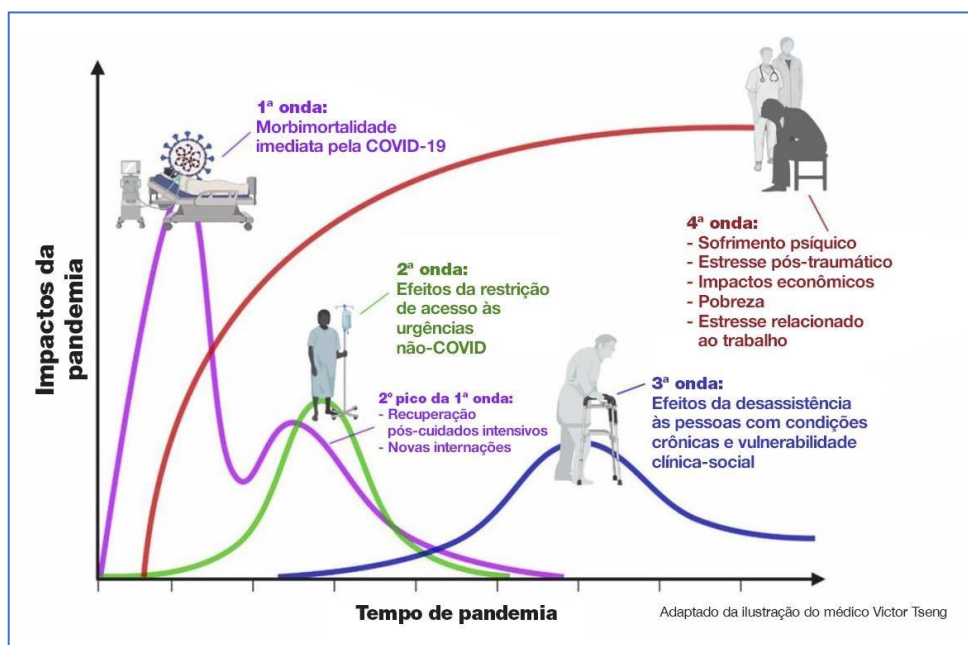 1ª onda:
Morbimortalidade
imediata pela COVID-19
2ª onda:
Efeitos da restrição
de acesso às
urgências
não-COVID
2º pico da 1ª onda:
- Recuperação
pós-cuidados intensivos
- Novas internações
3ª onda:
Efeitos da desassistência
às pessoas com condições
crônicas e vulnerabilidade
clínica-social
4ª onda:
- Sofrimento psíquico
- Estresse pós-traumático
- Impactos econômicos
- Pobreza
- Estresse relacionado
ao trabalho
Impactos da
pandemia
Tempo de pandemia
Adaptado da ilustração do médico Victor Tseng